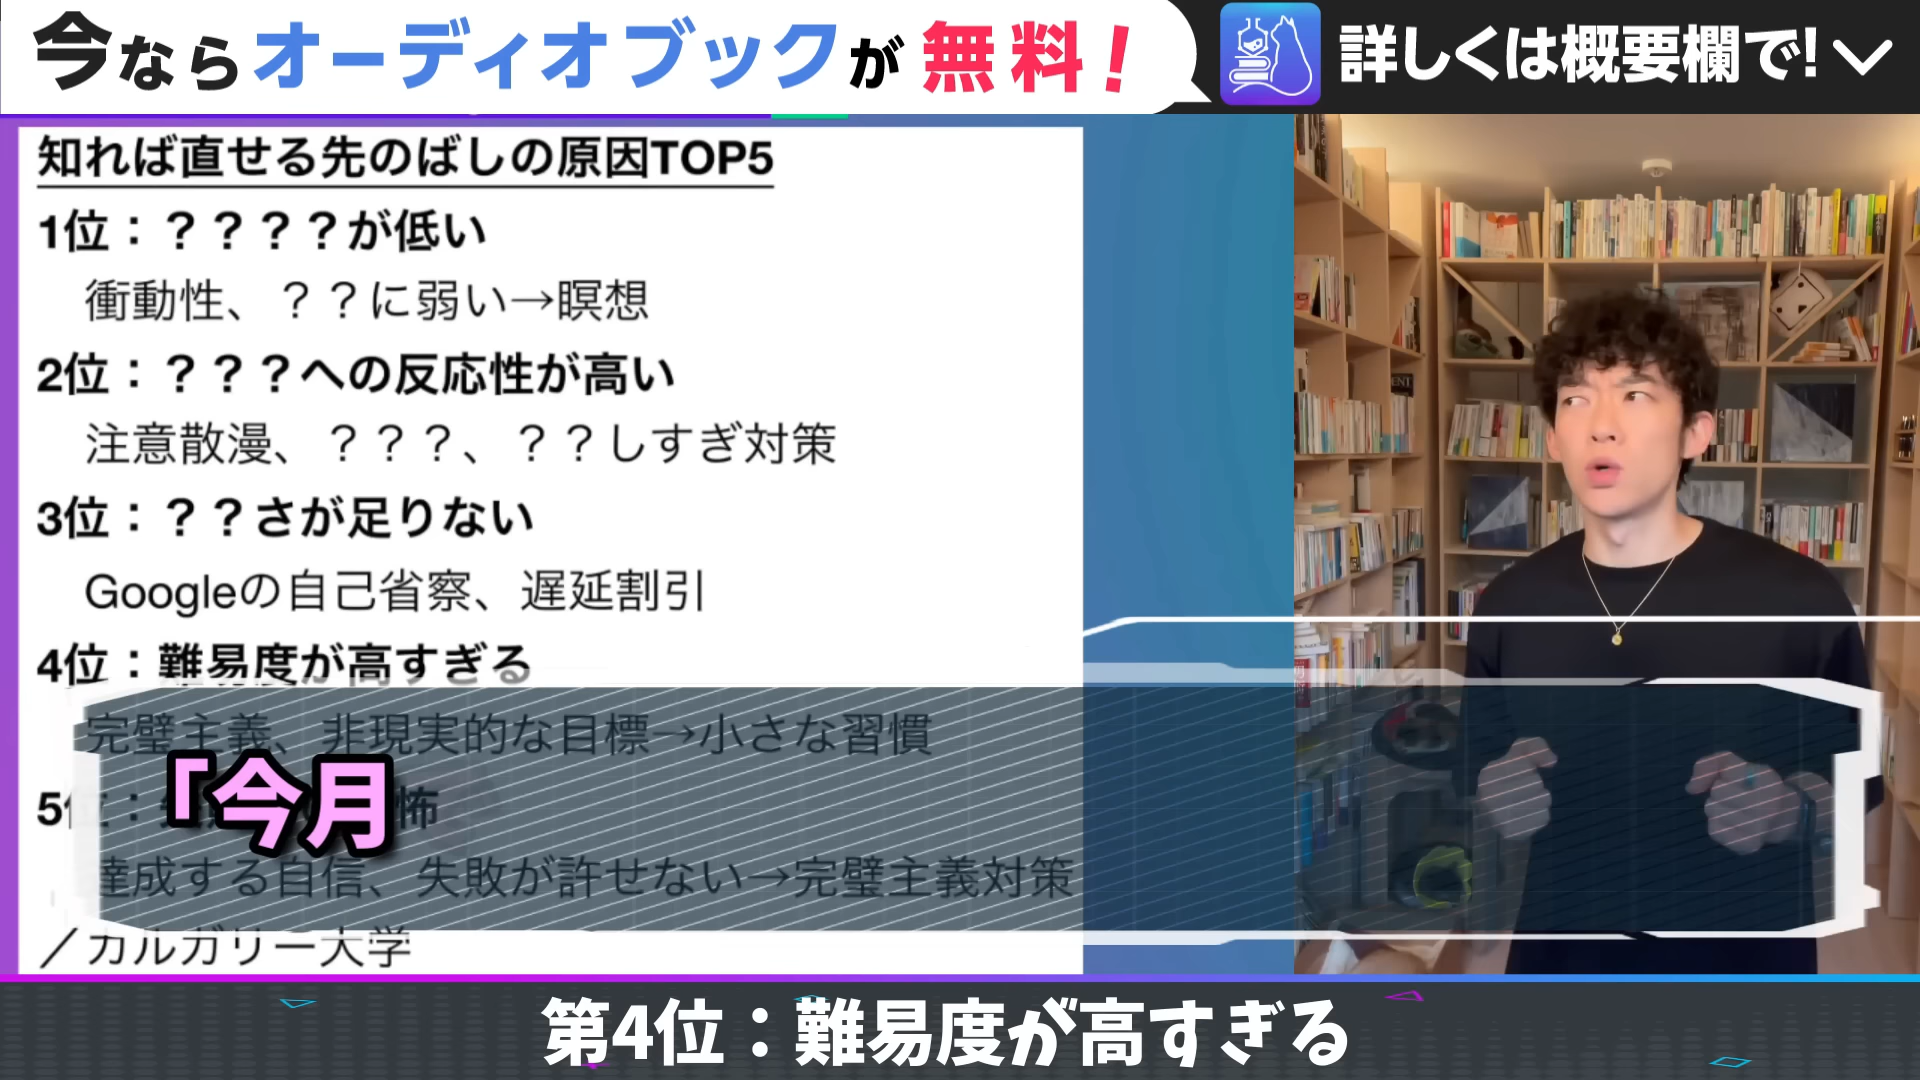 今ならオーディオブックが無料！
詳しくは概要欄で!
知れば直せる先のばしの原因TOP5
1位：？？？？が低い
衝動性、？？に弱い→瞑想
2位：？？？への反応性が高い
注意散漫、？？？、？？しすぎ対策
3位：？？さが足りない
Googleの自己省察、遅延割引
4位：難易度が高すぎる
完璧主義、非現実的な目標→小さな習慣
「今月
5位：怖
達成する自信、失敗が許せない→完璧主義対策
／カルガリー大学
第4位：難易度が高すぎる